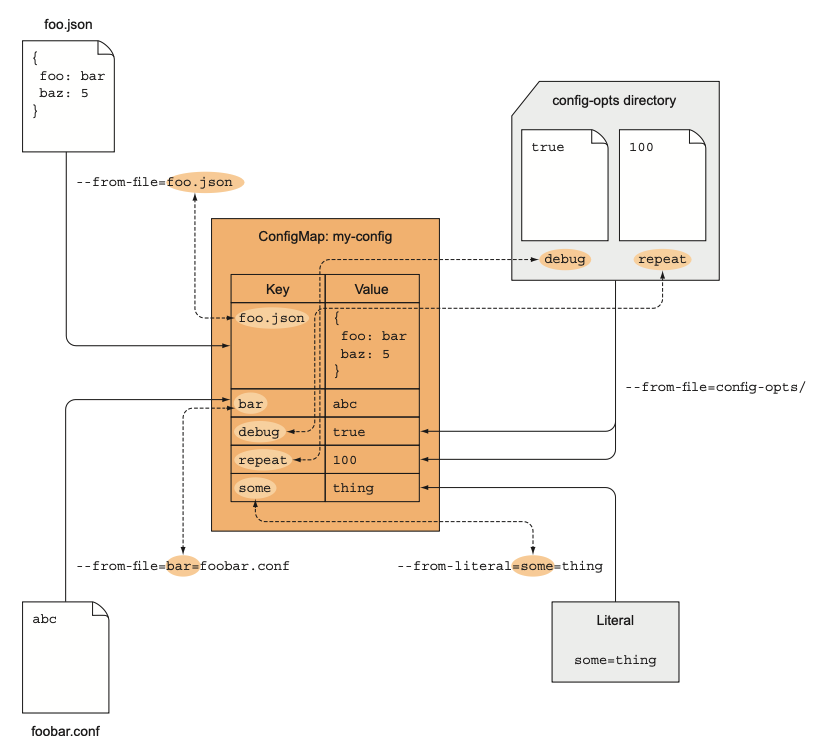 foo.json
{
foo: bar
baz: 5
}
--from-file=foo.json
config-opts directory
true
100
debug
repeat
ConfigMap: my-config
Key Value
foo.json
{
foo: bar
baz: 5
}
bar abc
debug true
repeat 100
some thing
--from-file=config-opts/
--from-file=bar=foobar.conf
--from-literal=some=thing
abc
foobar.conf
Literal
some=thing